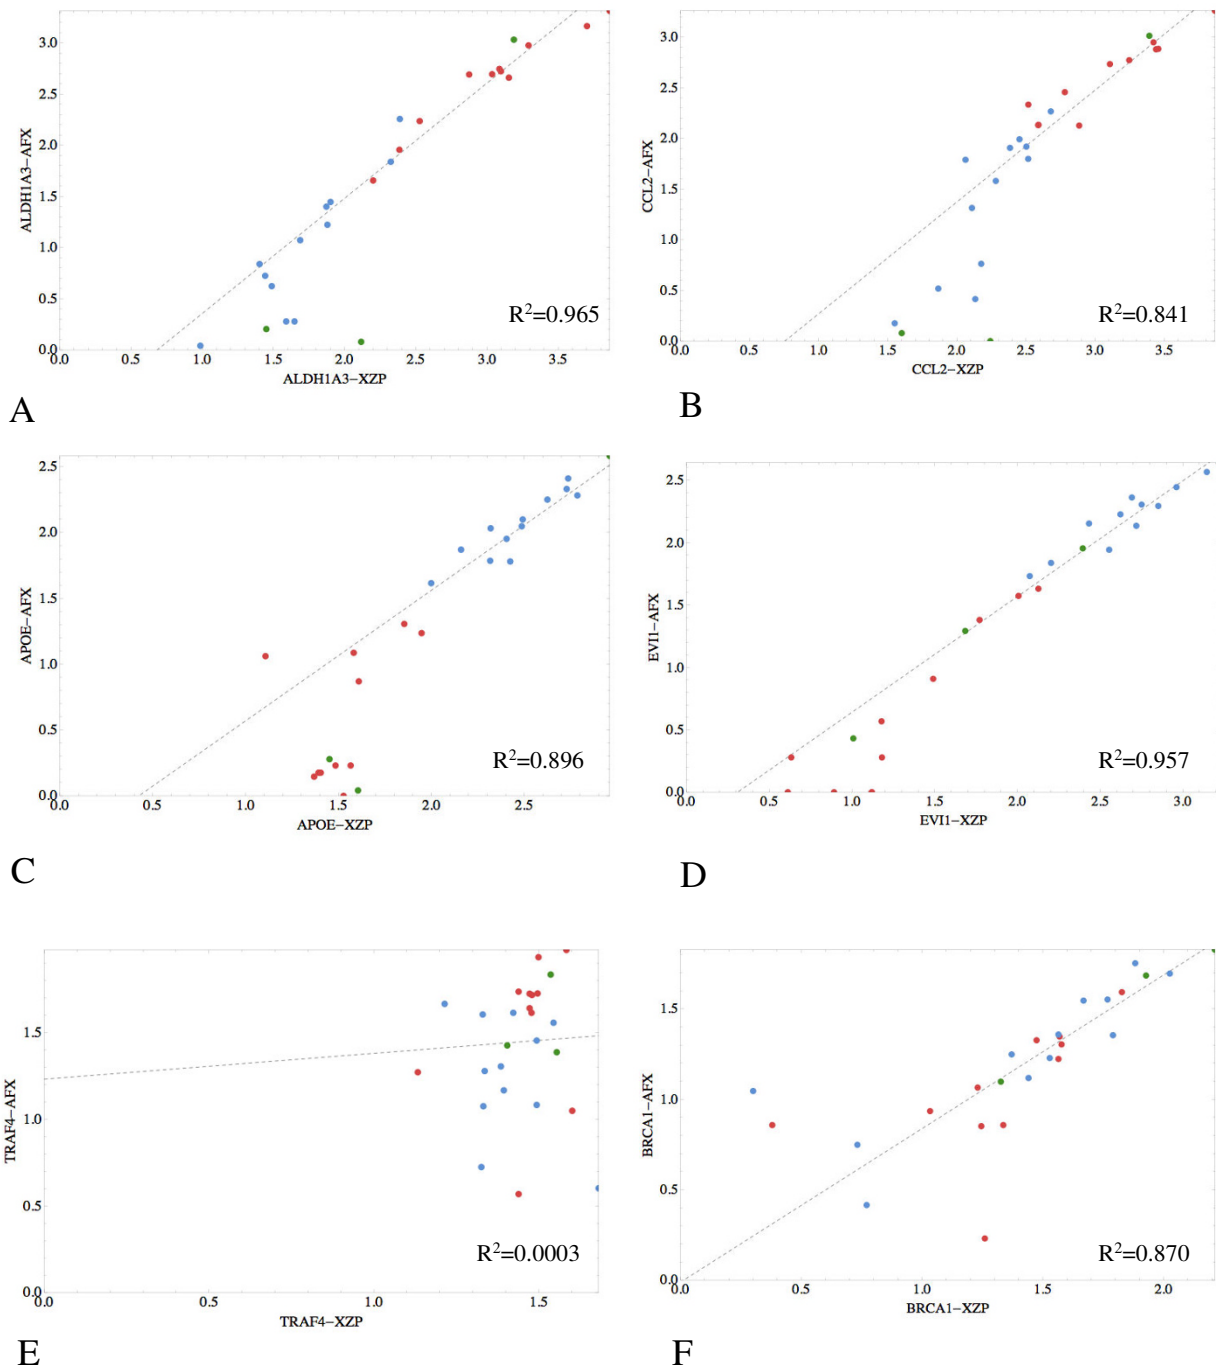 3.0
2.5
2.0
1.5
1.0
0.5
0.0
ALDH1A3−AFX
R²=0.965
0.0 0.5 1.0 1.5 2.0 2.5 3.0 3.5
ALDH1A3−XZP
A
3.0
2.5
2.0
1.5
1.0
0.5
0.0
CCL2−AFX
R²=0.841
0.0 0.5 1.0 1.5 2.0 2.5 3.0 3.5
CCL2−XZP
B
2.5
2.0
1.5
1.0
0.5
0.0
APOE−AFX
R²=0.896
0.0 0.5 1.0 1.5 2.0 2.5
APOE−XZP
C
2.5
2.0
1.5
1.0
0.5
0.0
EVI1−AFX
R²=0.957
0.0 0.5 1.0 1.5 2.0 2.5 3.0
EVI1−XZP
D
1.5
1.0
0.5
0.0
TRAF4−AFX
R²=0.0003
0.0 0.5 1.0 1.5
TRAF4−XZP
E
1.5
1.0
0.5
0.0
BRCA1−AFX
R²=0.870
0.0 0.5 1.0 1.5 2.0
BRCA1−XZP
F